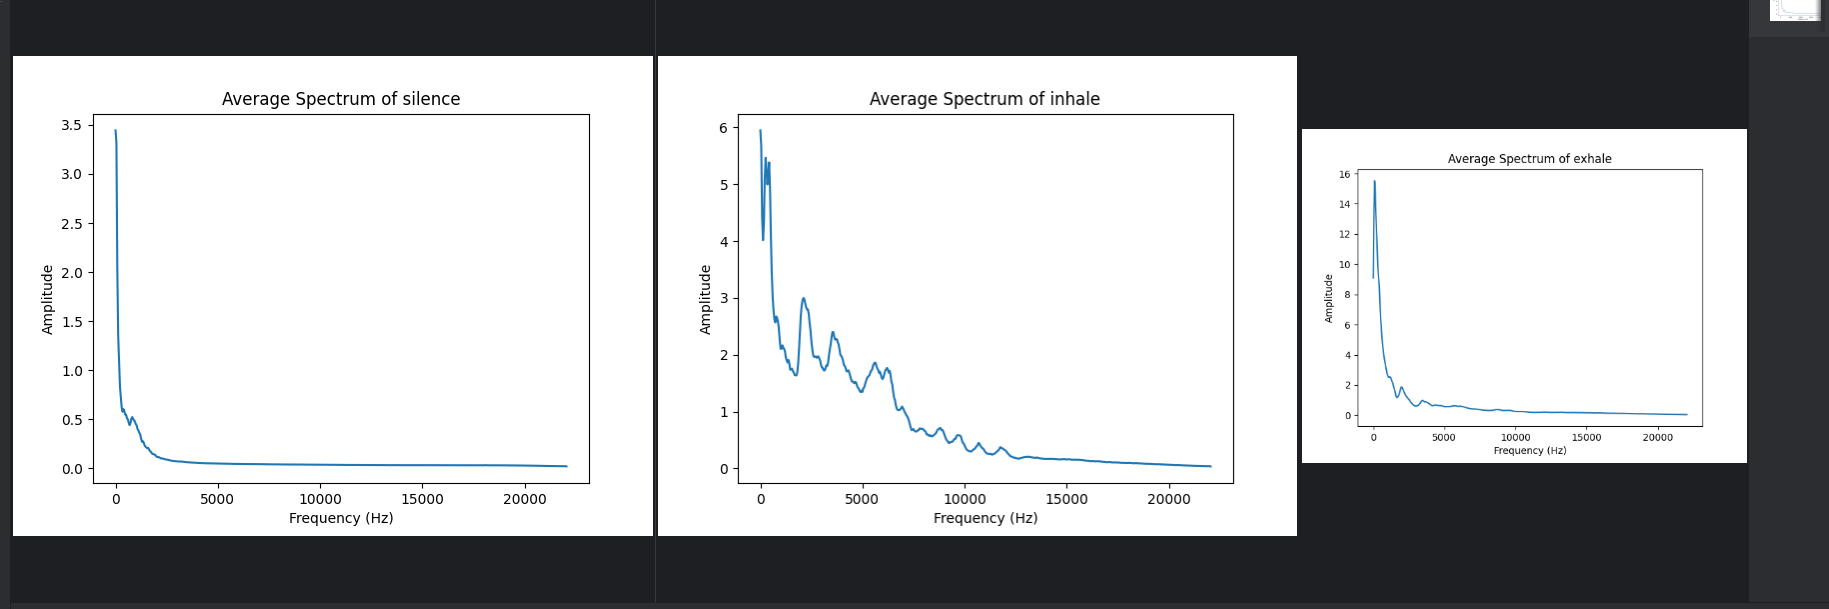 Average Spectrum of silence
3.5
3.0
2.5
2.0
1.5
1.0
0.5
0.0
Amplitude
0 5000 10000 15000 20000
Frequency (Hz)
Average Spectrum of inhale
6
5
4
3
2
1
0
Amplitude
0 5000 10000 15000 20000
Frequency (Hz)
Average Spectrum of exhale
16
14
12
10
8
6
4
2
0
Amplitude
0 5000 10000 15000 20000
Frequency (Hz)